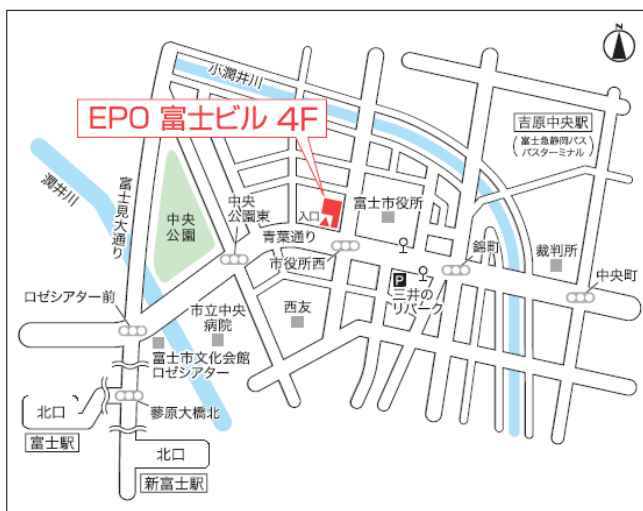 N
小潤井川
EPO 富士ビル 4F
吉原中央駅
(富士急静岡バス
バスターミナル)
潤井川
富士見大通り
中央
公園
中央
公園東
入口
富士市役所
青葉通り
市役所西
錦町
裁判所
中央町
P
三井の
リパーク
ロゼシアター前
市立中央
病院
西友
富士市文化会館
ロゼシアター
蓼原大橋北
北口
富士駅
北口
新富士駅